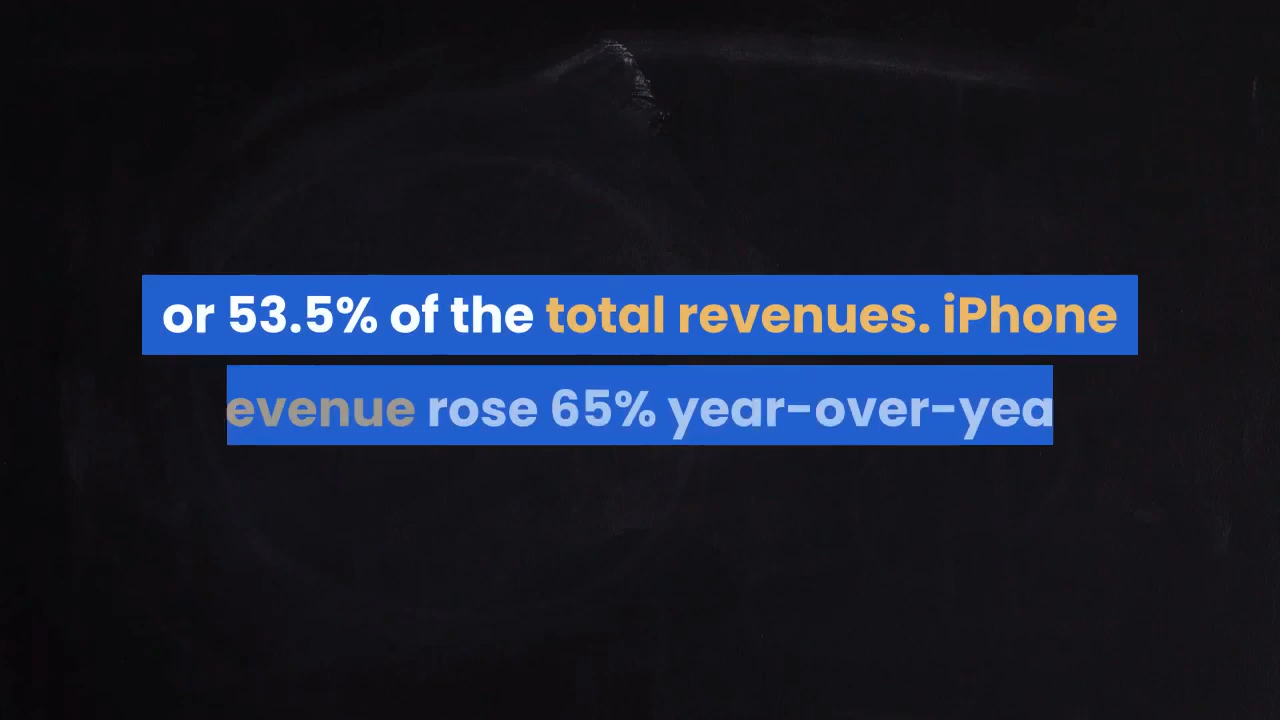 or 53.5% of the total revenues. iPhone
evenue rose 65% year-over-yea